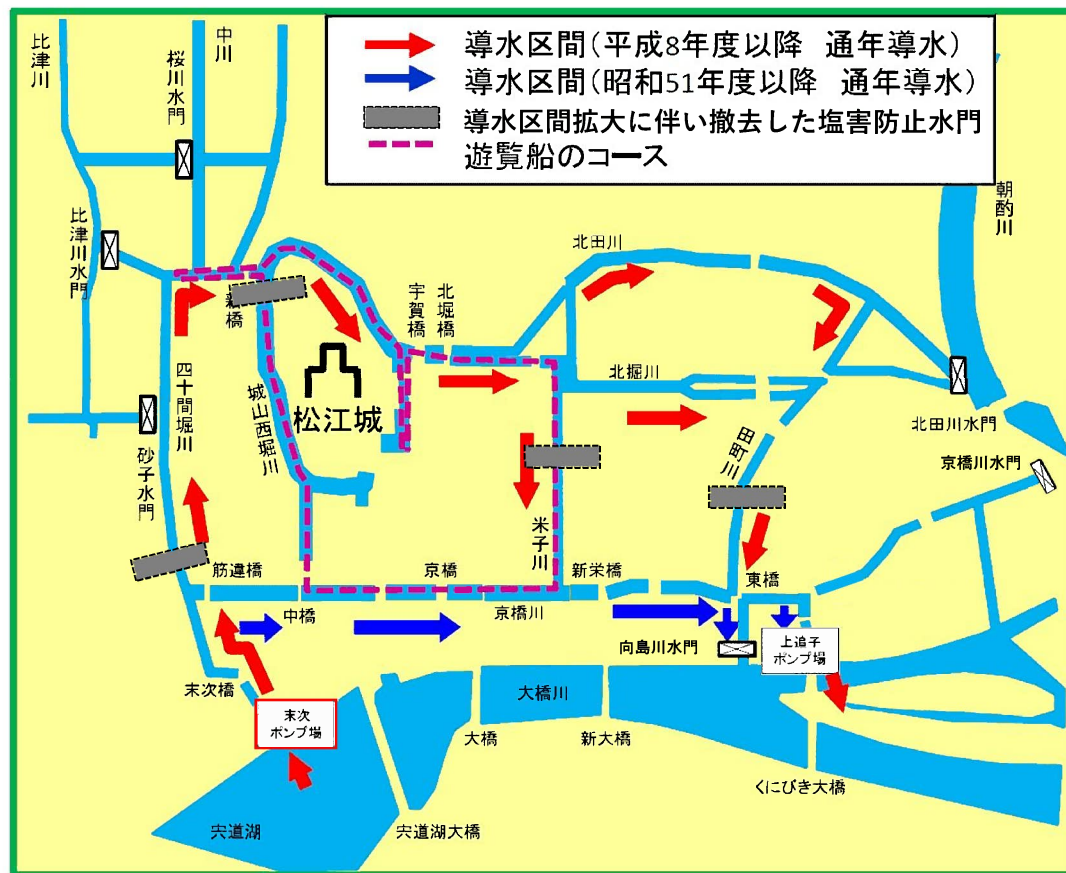 導水区間(平成8年度以降 通年導水)
導水区間(昭和51年度以降 通年導水)
導水区間拡大に伴い撤去した塩害防止水門
遊覧船のコース
比津川
桜川水門
中川
比津川水門
朝酌川
北田川
宇賀橋
北堀橋
四十間堀川
城山西堀川
松江城
北掘川
田町川
北田川水門
京橋川水門
砂子水門
米子川
筋違橋
京橋
新栄橋
東橋
中橋
京橋川
向島川水門
上追子
ポンプ場
末次橋
末次
ポンプ場
大橋川
大橋
新大橋
くにびき大橋
宍道湖
宍道湖大橋